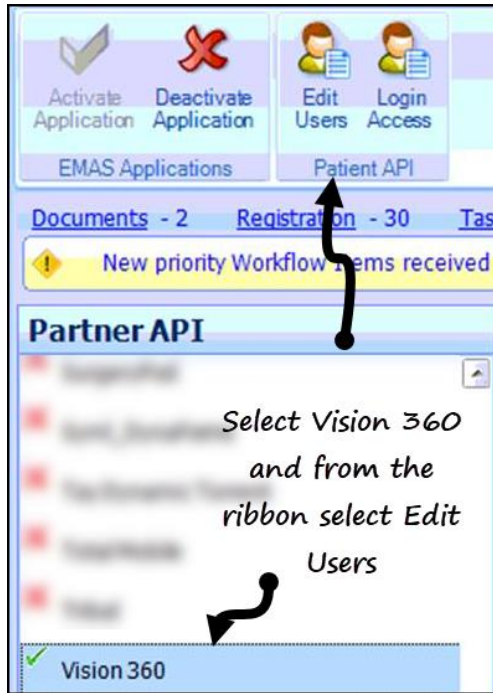 Activate Application
Deactivate Application
Edit Users
Login Access
EMAS Applications
Patient API
Documents - 2 Registration - 30 Tas
New priority Workflow Items received
Partner API
Select Vision 360
and from the
ribbon select Edit
Users
Vision 360